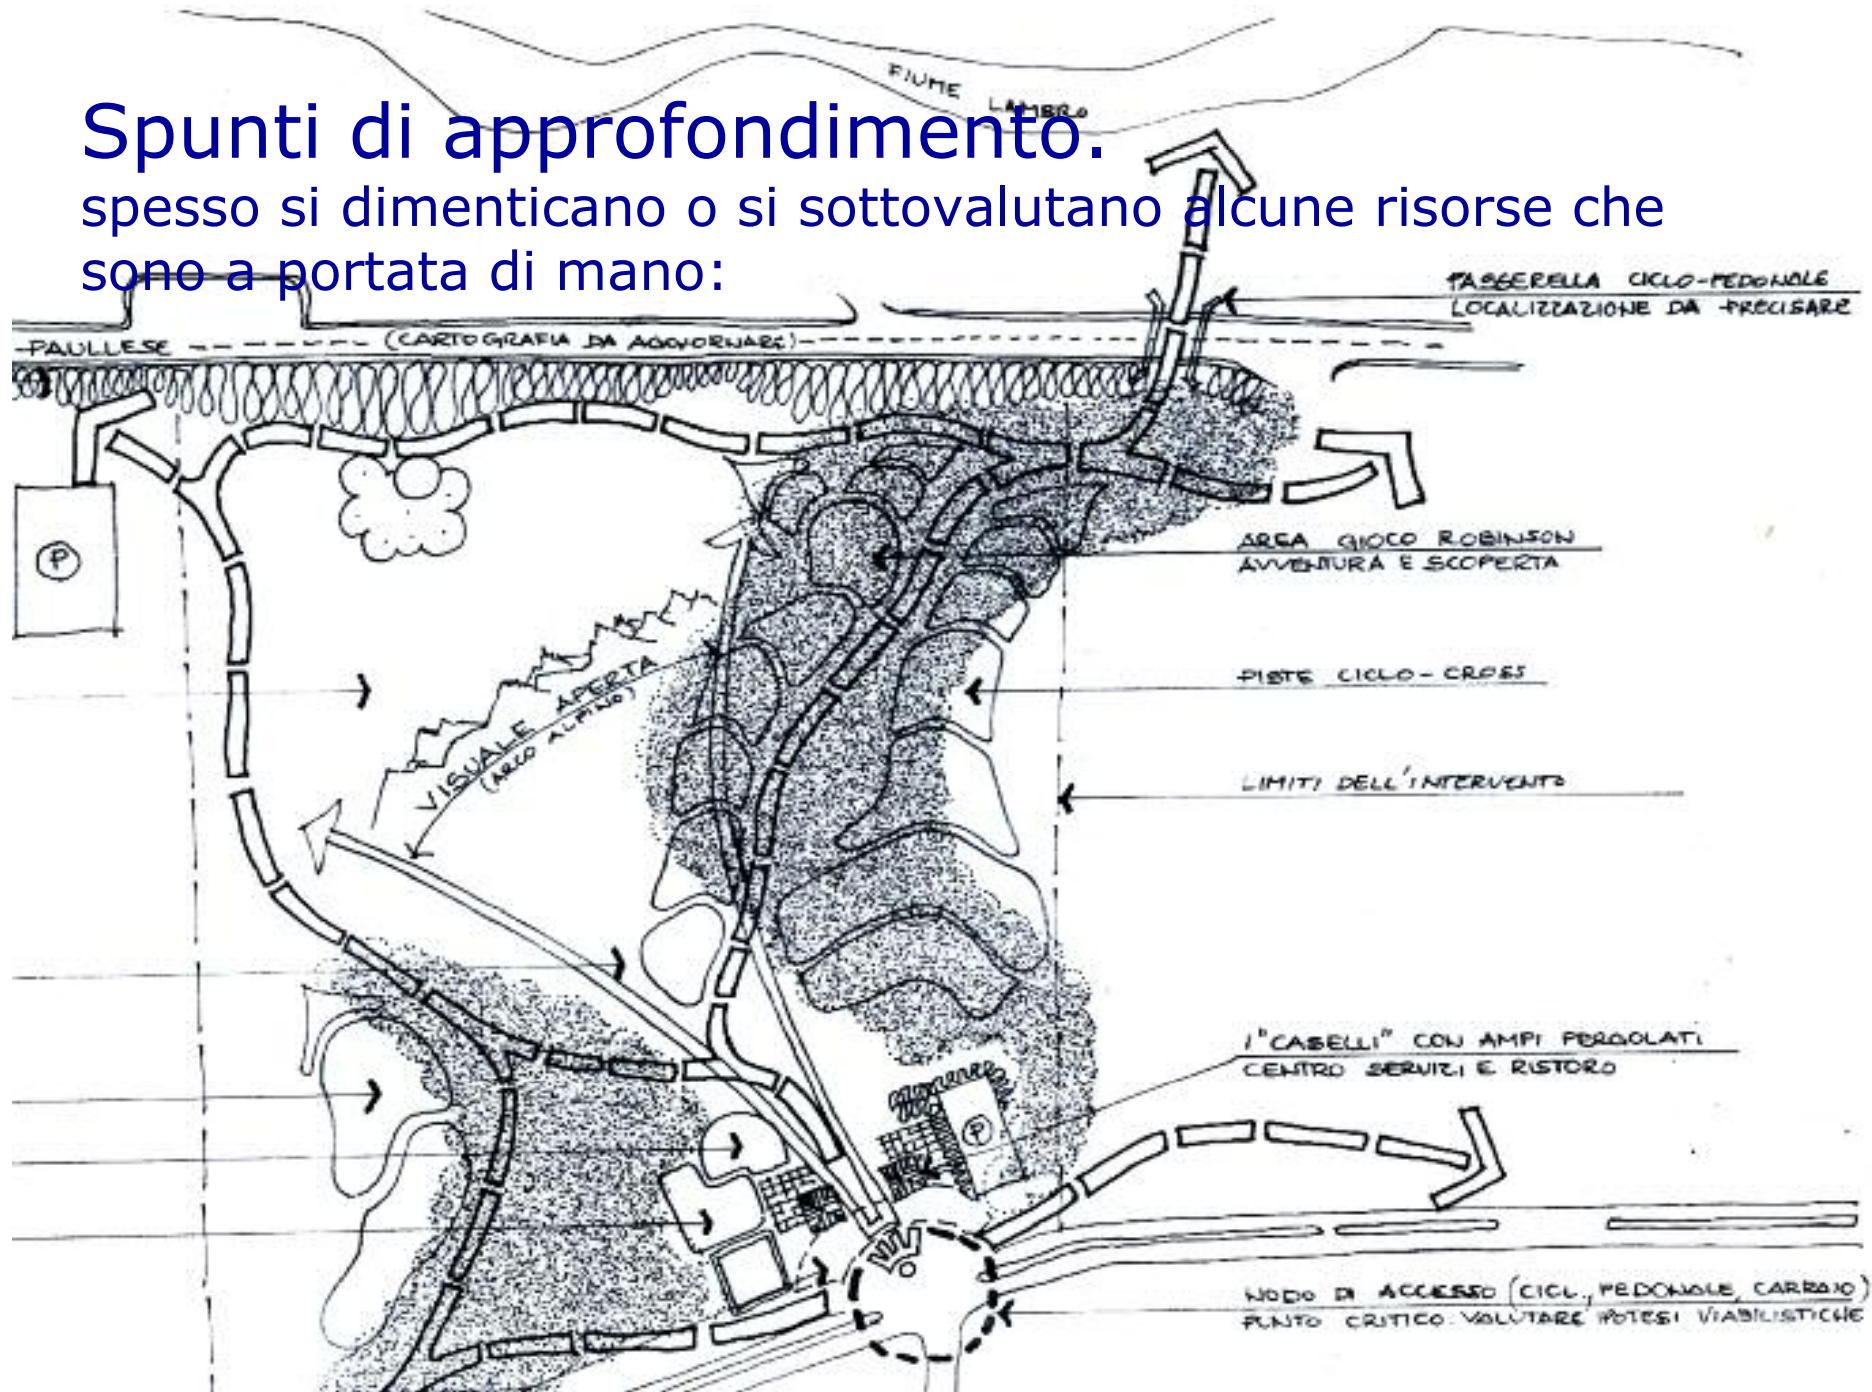 FIUME LAMBRO
Spunti di approfondimento.
spesso si dimenticano o si sottovalutano alcune risorse che
sono a portata di mano:
PASSERELLA CICLO-PEDONALE
LOCALIZZAZIONE DA PRECISARE
PAULLESE
(CARTOGRAFIA DA AGGIORNARE)
P
AREA GIOCO ROBINSON
AVVENTURA E SCOPERTA
VISUALE APERTA
(ARCO ALPINO)
PISTE CICLO-CROSS
LIMITI DELL'INTERVENTO
I "CASELLI" CON AMPI PERGOLATI
CENTRO SERVIZI E RISTORO
P
NODO DI ACCESSO (CICL., PEDONALE, CARRAIO)
PUNTO CRITICO: VALUTARE IPOTESI VIABILISTICHE